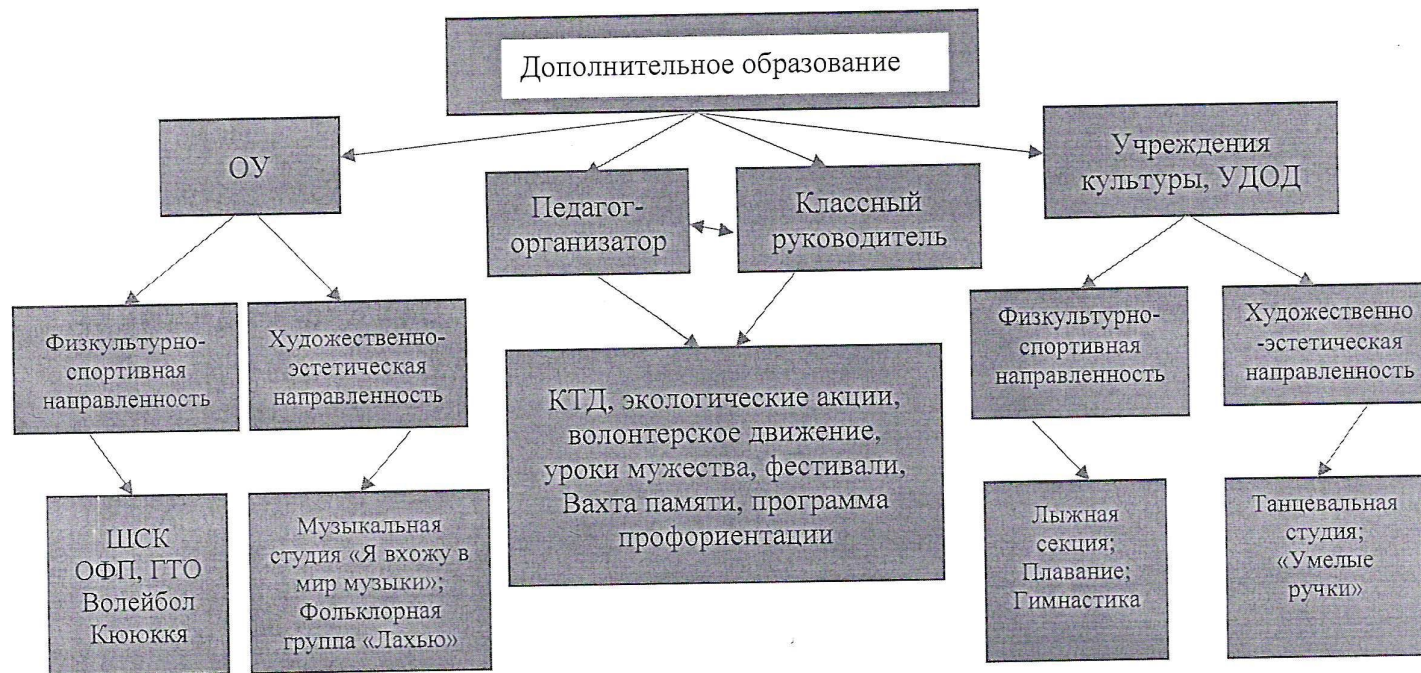 Дополнительное образование
ОУ
Педагог-
организатор
Классный
руководитель
Учреждения
культуры, УДОД
Физкультурно-
спортивная
направленность
Художественно-
эстетическая
направленность
КТД, экологические акции,
волонтерское движение,
уроки мужества, фестивали,
Вахта памяти, программа
профориентации
Физкультурно-
спортивная
направленность
Художественно
-эстетическая
направленность
ШСК
ОФП, ГТО
Волейбол
Кююккя
Музыкальная
студия «Я вхожу в
мир музыки»;
Фольклорная
группа «Лахью»
Лыжная
секция;
Плавание;
Гимнастика
Танцевальная
студия;
«Умелые
ручки»